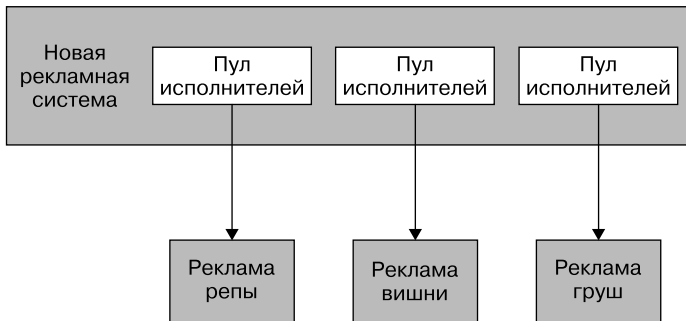 Новая
рекламная
система
Пул
исполнителей
Пул
исполнителей
Пул
исполнителей
Реклама
репы
Реклама
вишни
Реклама
груш